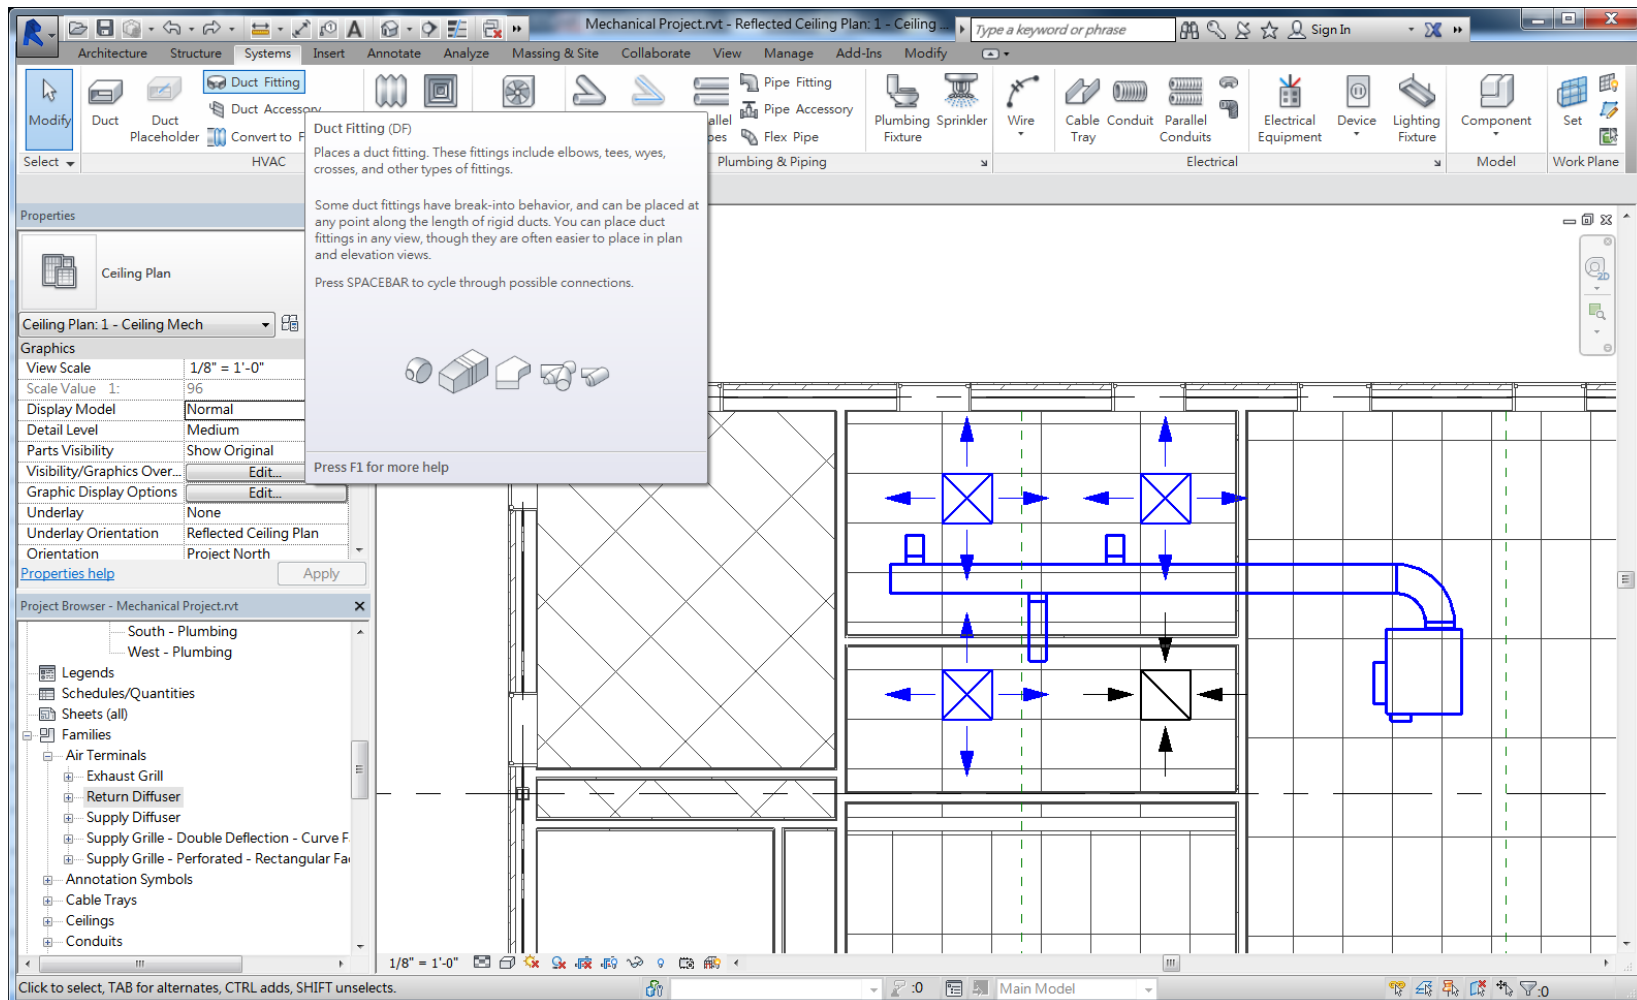 Mechanical Project.rvt - Reflected Ceiling Plan: 1 - Ceiling ...
Type a keyword or phrase
Sign In
Architecture Structure Systems Insert Annotate Analyze Massing & Site Collaborate View Manage Add-Ins Modify
Modify
Duct
Duct Placeholder
Duct Fitting
Duct Accessory
Convert to F
Pipe Fitting
Pipe Accessory
Flex Pipe
Plumbing Fixture
Sprinkler
Wire
Cable Tray
Conduit
Parallel Conduits
Electrical Equipment
Device
Lighting Fixture
Component
Set
Select
HVAC
Plumbing & Piping
Electrical
Model
Work Plane
Duct Fitting (DF)
Places a duct fitting. These fittings include elbows, tees, wyes,
crosses, and other types of fittings.
Some duct fittings have break-into behavior, and can be placed at
any point along the length of rigid ducts. You can place duct
fittings in any view, though they are often easier to place in plan
and elevation views.
Press SPACEBAR to cycle through possible connections.
Press F1 for more help
Properties
Ceiling Plan
Ceiling Plan: 1 - Ceiling Mech
Graphics
View Scale 1/8" = 1'-0"
Scale Value 1: 96
Display Model Normal
Detail Level Medium
Parts Visibility Show Original
Visibility/Graphics Over... Edit...
Graphic Display Options Edit...
Underlay None
Underlay Orientation Reflected Ceiling Plan
Orientation Project North
Properties help Apply
Project Browser - Mechanical Project.rvt
South - Plumbing
West - Plumbing
Legends
Schedules/Quantities
Sheets (all)
Families
Air Terminals
Exhaust Grill
Return Diffuser
Supply Diffuser
Supply Grille - Double Deflection - Curve F
Supply Grille - Perforated - Rectangular Fa
Annotation Symbols
Cable Trays
Ceilings
Conduits
2D
1/8" = 1'-0"
Click to select, TAB for alternates, CTRL adds, SHIFT unselects.
:0
Main Model
:0